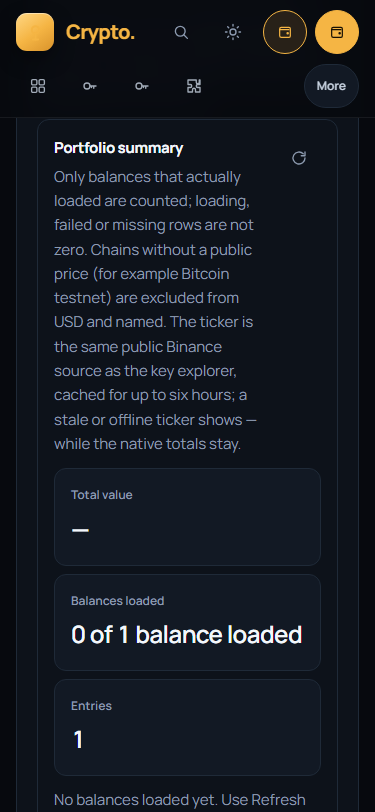 Crypto.
More
Portfolio summary
Only balances that actually
loaded are counted; loading,
failed or missing rows are not
zero. Chains without a public
price (for example Bitcoin
testnet) are excluded from
USD and named. The ticker is
the same public Binance
source as the key explorer,
cached for up to six hours; a
stale or offline ticker shows —
while the native totals stay.
Total value
—
Balances loaded
0 of 1 balance loaded
Entries
1
No balances loaded yet. Use Refresh